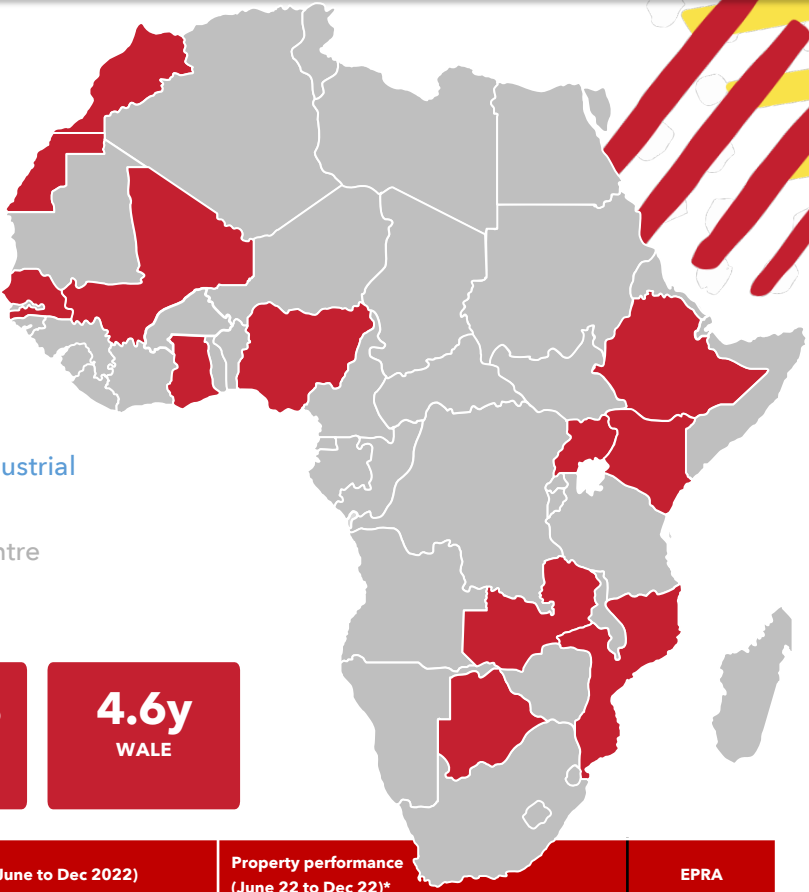 ustrial
ntre
4.6y
WALE
June to Dec 2022)
Property performance
(June 22 to Dec 22)*
EPRA